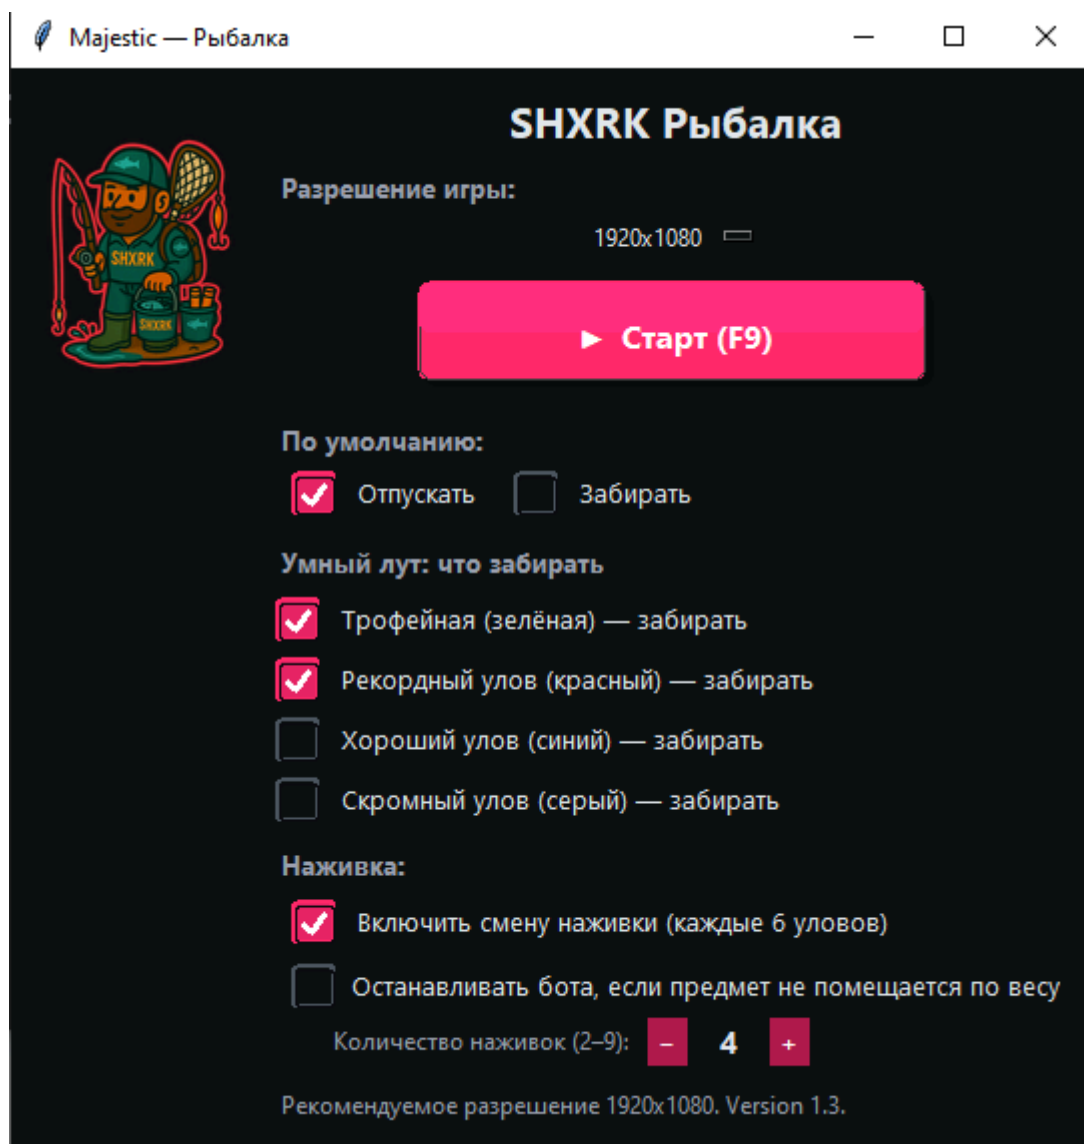 Majestic — Рыбалка
SHXRK Рыбалка
SHXRK
SHXRK
Разрешение игры:
1920x1080
► Старт (F9)
По умолчанию:
Отпускать Забирать
Умный лут: что забирать
Трофейная (зелёная) — забирать
Рекордный улов (красный) — забирать
Хороший улов (синий) — забирать
Скромный улов (серый) — забирать
Наживка:
Включить смену наживки (каждые 6 уловов)
Останавливать бота, если предмет не помещается по весу
Количество наживок (2–9): – 4 +
Рекомендуемое разрешение 1920x1080. Version 1.3.